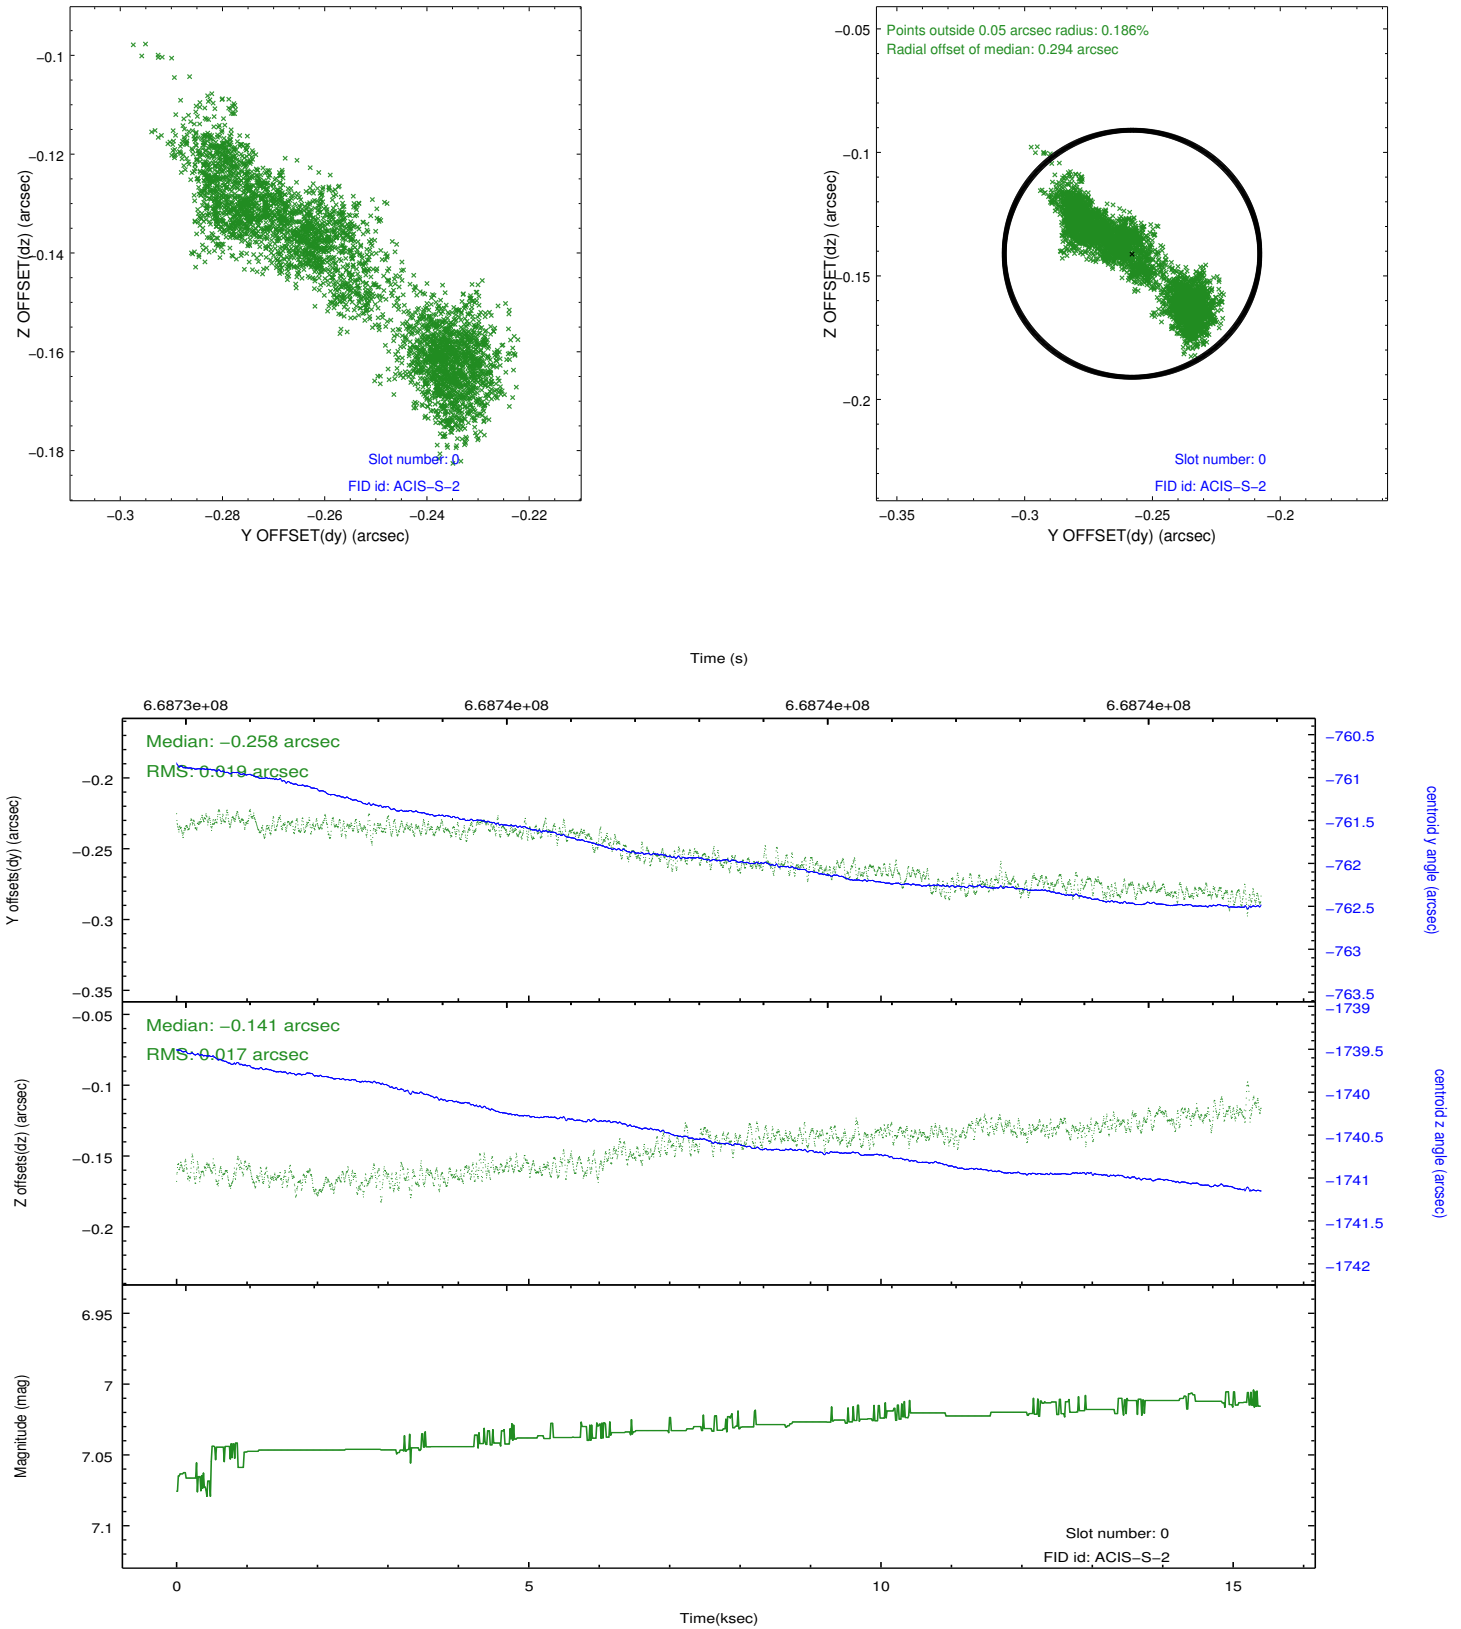 −0.1
−0.12
−0.14
−0.16
−0.18
Z OFFSET(dz) (arcsec)
Slot number: 0
FID id: ACIS−S−2
−0.3
−0.28
−0.26
−0.24
−0.22
Y OFFSET(dy) (arcsec)
Points outside 0.05 arcsec radius: 0.186%
Radial offset of median: 0.294 arcsec
−0.05
−0.1
−0.15
−0.2
Z OFFSET(dz) (arcsec)
Slot number: 0
FID id: ACIS−S−2
−0.35
−0.3
−0.25
−0.2
Y OFFSET(dy) (arcsec)
Time (s)
6.6873e+08
6.6874e+08
6.6874e+08
6.6874e+08
Median: −0.258 arcsec
RMS: 0.019 arcsec
−0.2
−0.25
−0.3
−0.35
Y offsets(dy) (arcsec)
−760.5
−761
−761.5
−762
−762.5
−763
−763.5
centroid y angle (arcsec)
Median: −0.141 arcsec
RMS: 0.017 arcsec
−0.05
−0.1
−0.15
−0.2
Z offsets(dz) (arcsec)
−1739
−1739.5
−1740
−1740.5
−1741
−1741.5
−1742
centroid z angle (arcsec)
6.95
7
7.05
7.1
Magnitude (mag)
Slot number: 0
FID id: ACIS−S−2
0
5
10
15
Time(ksec)